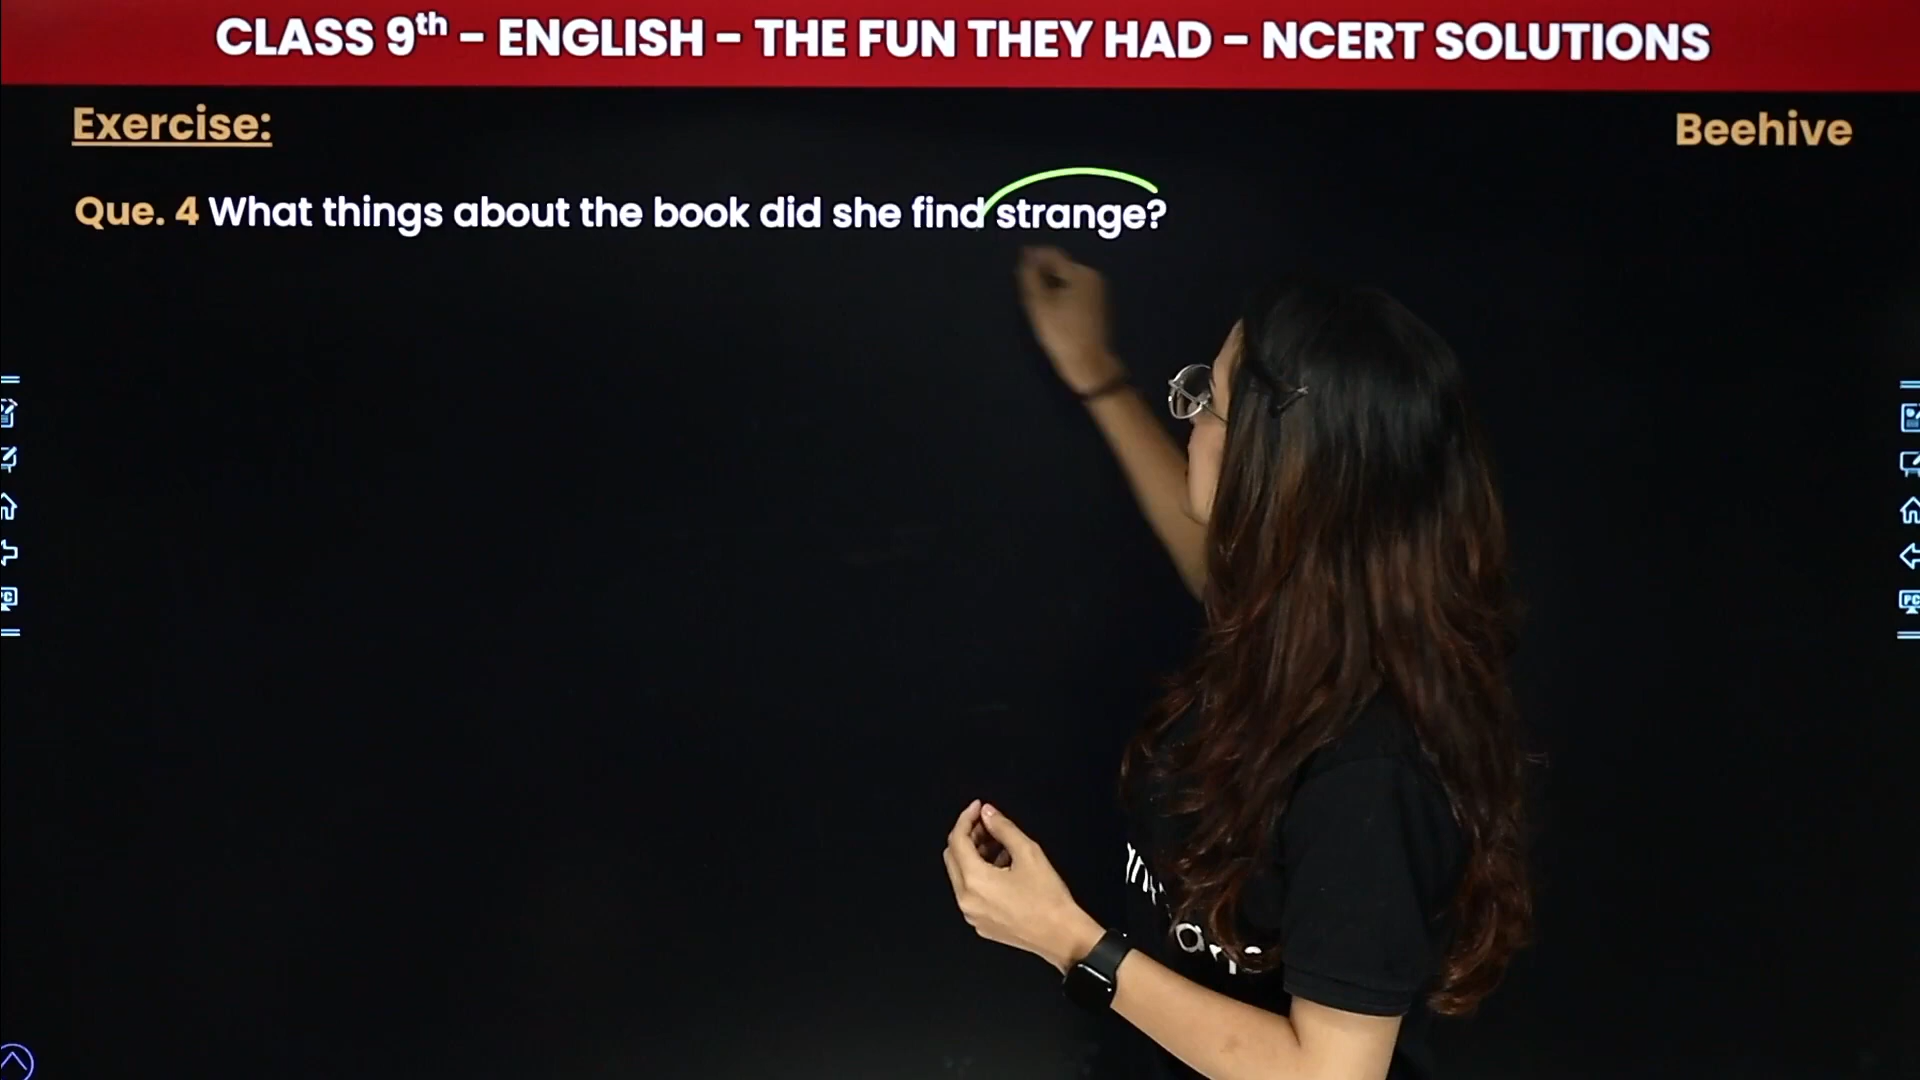 CLASS 9th - ENGLISH - THE FUN THEY HAD - NCERT SOLUTIONS
Exercise:
Beehive
Que. 4 What things about the book did she find strange?
PC